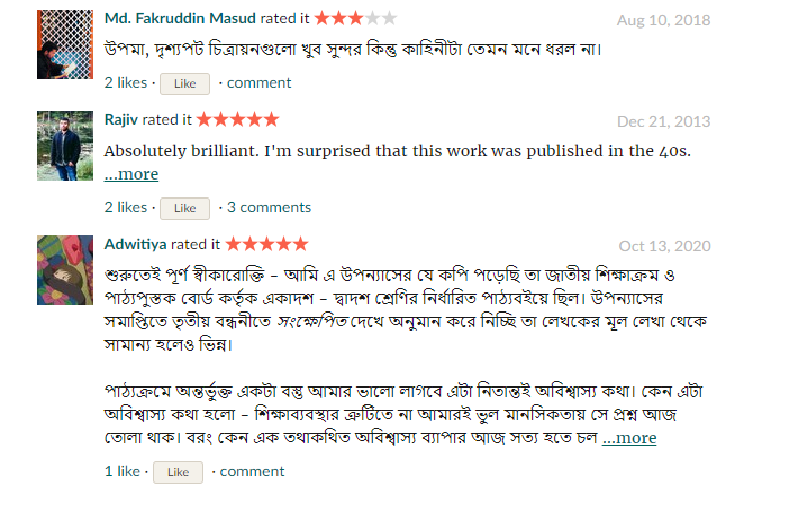 Md. Fakruddin Masud rated it
Aug 10, 2018
উপমা, দৃশ্যপট চিত্রায়নগুলো খুব সুন্দর কিন্তু কাহিনীটা তেমন মনে ধরল না।
2 likes · Like · comment
Rajiv rated it
Dec 21, 2013
Absolutely brilliant. I'm surprised that this work was published in the 40s.
...more
2 likes · Like · 3 comments
Adwitiya rated it
Oct 13, 2020
শুরুতেই পূর্ণ স্বীকারোক্তি - আমি এ উপন্যাসের যে কপি পড়েছি তা জাতীয় শিক্ষাক্রম ও
পাঠ্যপুস্তক বোর্ড কর্তৃক একাদশ - দ্বাদশ শ্রেণির নির্ধারিত পাঠ্যবইয়ে ছিল। উপন্যাসের
সমাপ্তিতে তৃতীয় বন্ধনীতে সংক্ষেপিত দেখে অনুমান করে নিচ্ছি তা লেখকের মূল লেখা থেকে
সামান্য হলেও ভিন্ন।
পাঠ্যক্রমে অন্তর্ভুক্ত একটা বস্তু আমার ভালো লাগবে এটা নিতান্তই অবিশ্বাস্য কথা। কেন এটা
অবিশ্বাস্য কথা হলো - শিক্ষাব্যবস্থার ত্রুটিতে না আমারই ভুল মানসিকতায় সে প্রশ্ন আজ
তোলা থাক। বরং কেন এক তথাকথিত অবিশ্বাস্য ব্যাপার আজ সত্য হতে চল ...more
1 like · Like · comment